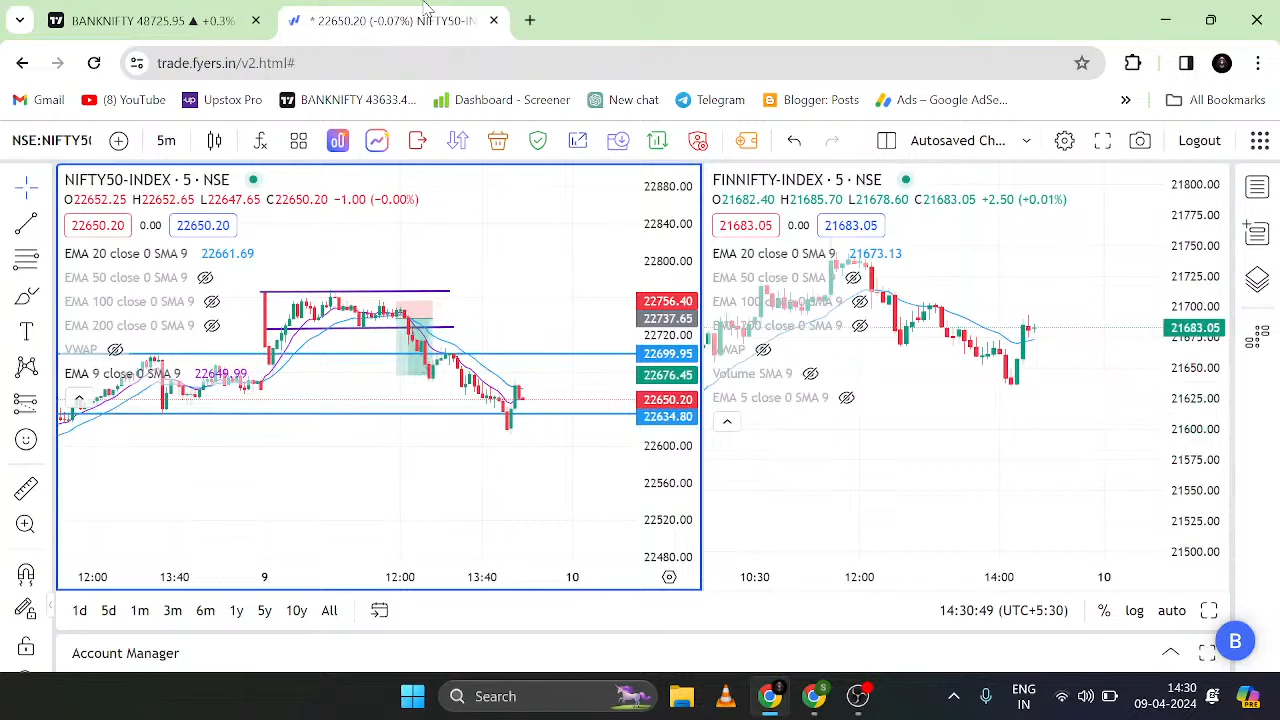 BANKNIFTY 48725.95 ▲ +0.3%
* 22650.20 (-0.07%) NIFTY50-IN
trade.fyers.in/v2.html#
Gmail
(8) YouTube
up Upstox Pro
BANKNIFTY 43633.4...
Dashboard - Screener
New chat
Telegram
Blogger: Posts
Ads – Google Adse...
All Bookmarks
NSE:NIFTY5(
5m
Autosaved Ch...
Logout
NIFTY50-INDEX · 5 · NSE
O22652.25 H22652.65 L22647.65 C22650.20 −1.00 (−0.00%)
22650.20 0.00 22650.20
EMA 20 close 0 SMA 9 22661.69
EMA 50 close 0 SMA 9
EMA 100 close 0 SMA 9
EMA 200 close 0 SMA 9
VWAP
EMA 9 close 0 SMA 9 22649.99
22880.00
22840.00
22800.00
22756.40
22737.65
22720.00
22699.95
22676.45
22650.20
22634.80
22600.00
22560.00
22520.00
22480.00
12:00
13:40
9
12:00
13:40
10
FINNIFTY-INDEX · 5 · NSE
O21682.40 H21685.70 L21678.60 C21683.05 +2.50 (+0.01%)
21683.05 0.00 21683.05
EMA 20 close 0 SMA 9 21673.13
EMA 50 close 0 SMA 9
EMA 100 close 0 SMA 9
EMA 200 close 0 SMA 9
VWAP
Volume SMA 9
EMA 5 close 0 SMA 9
21800.00
21775.00
21750.00
21725.00
21700.00
21683.05
21675.00
21650.00
21625.00
21600.00
21575.00
21550.00
21525.00
21500.00
10:30
12:00
14:00
10
1d 5d 1m 3m 6m 1y 5y 10y All
14:30:49 (UTC+5:30)
% log auto
B
Account Manager
Search
ENG
IN
14:30
09-04-2024
PRE